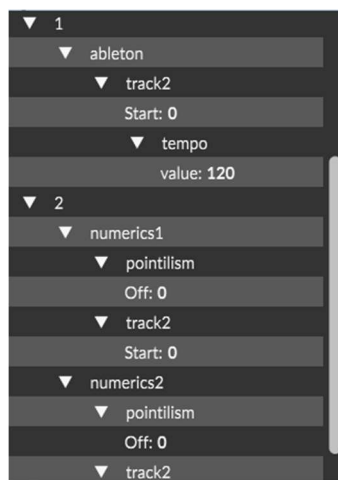 1
ableton
track2
Start: 0
tempo
value: 120
2
numerics1
pointilism
Off: 0
track2
Start: 0
numerics2
pointilism
Off: 0
track2